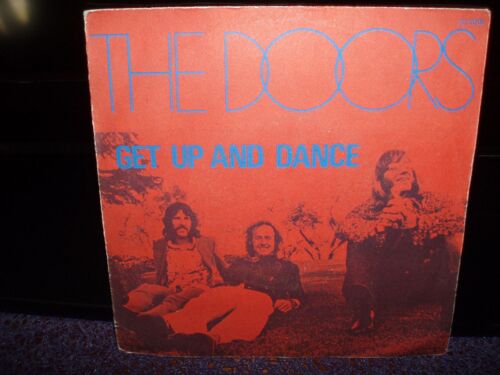 THE DOORS
GET UP AND DANCE